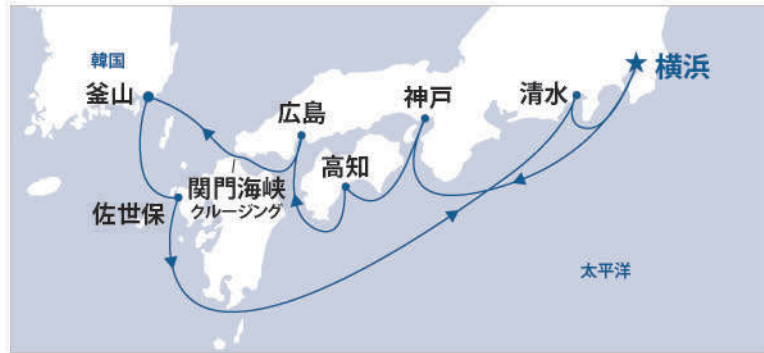 韓国
釜山
広島
神戸
清水
★横浜
高知
関門海峡
クルージング
佐世保
太平洋